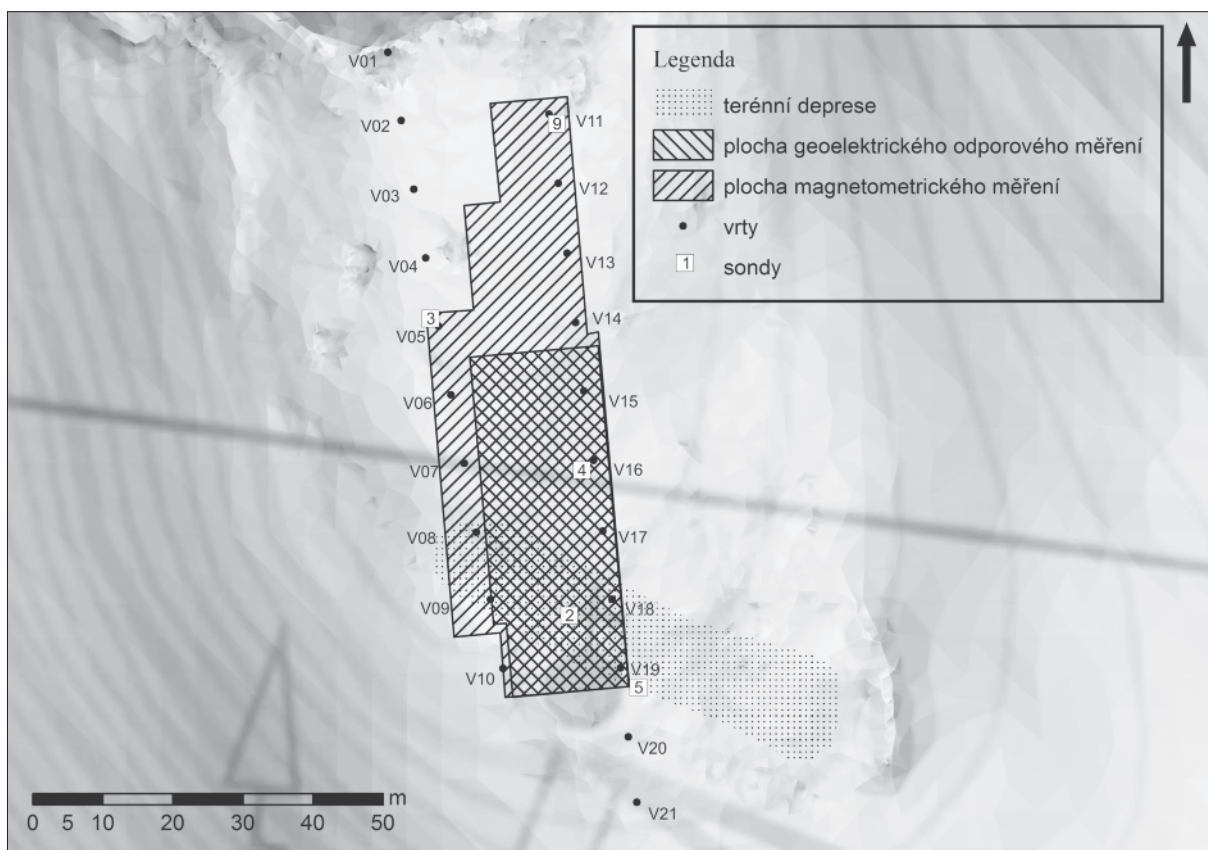 V01
V02
V03
V04
3
V05
V06
V07
V08
V09
V10
9
V11
V12
V13
V14
V15
4
V16
V17
2
V18
V19
5
V20
V21
Legenda
terénní deprese
plocha geoelektrického odporového měření
plocha magnetometrického měření
vrty
1
sondy
m
0 5 10 20 30 40 50